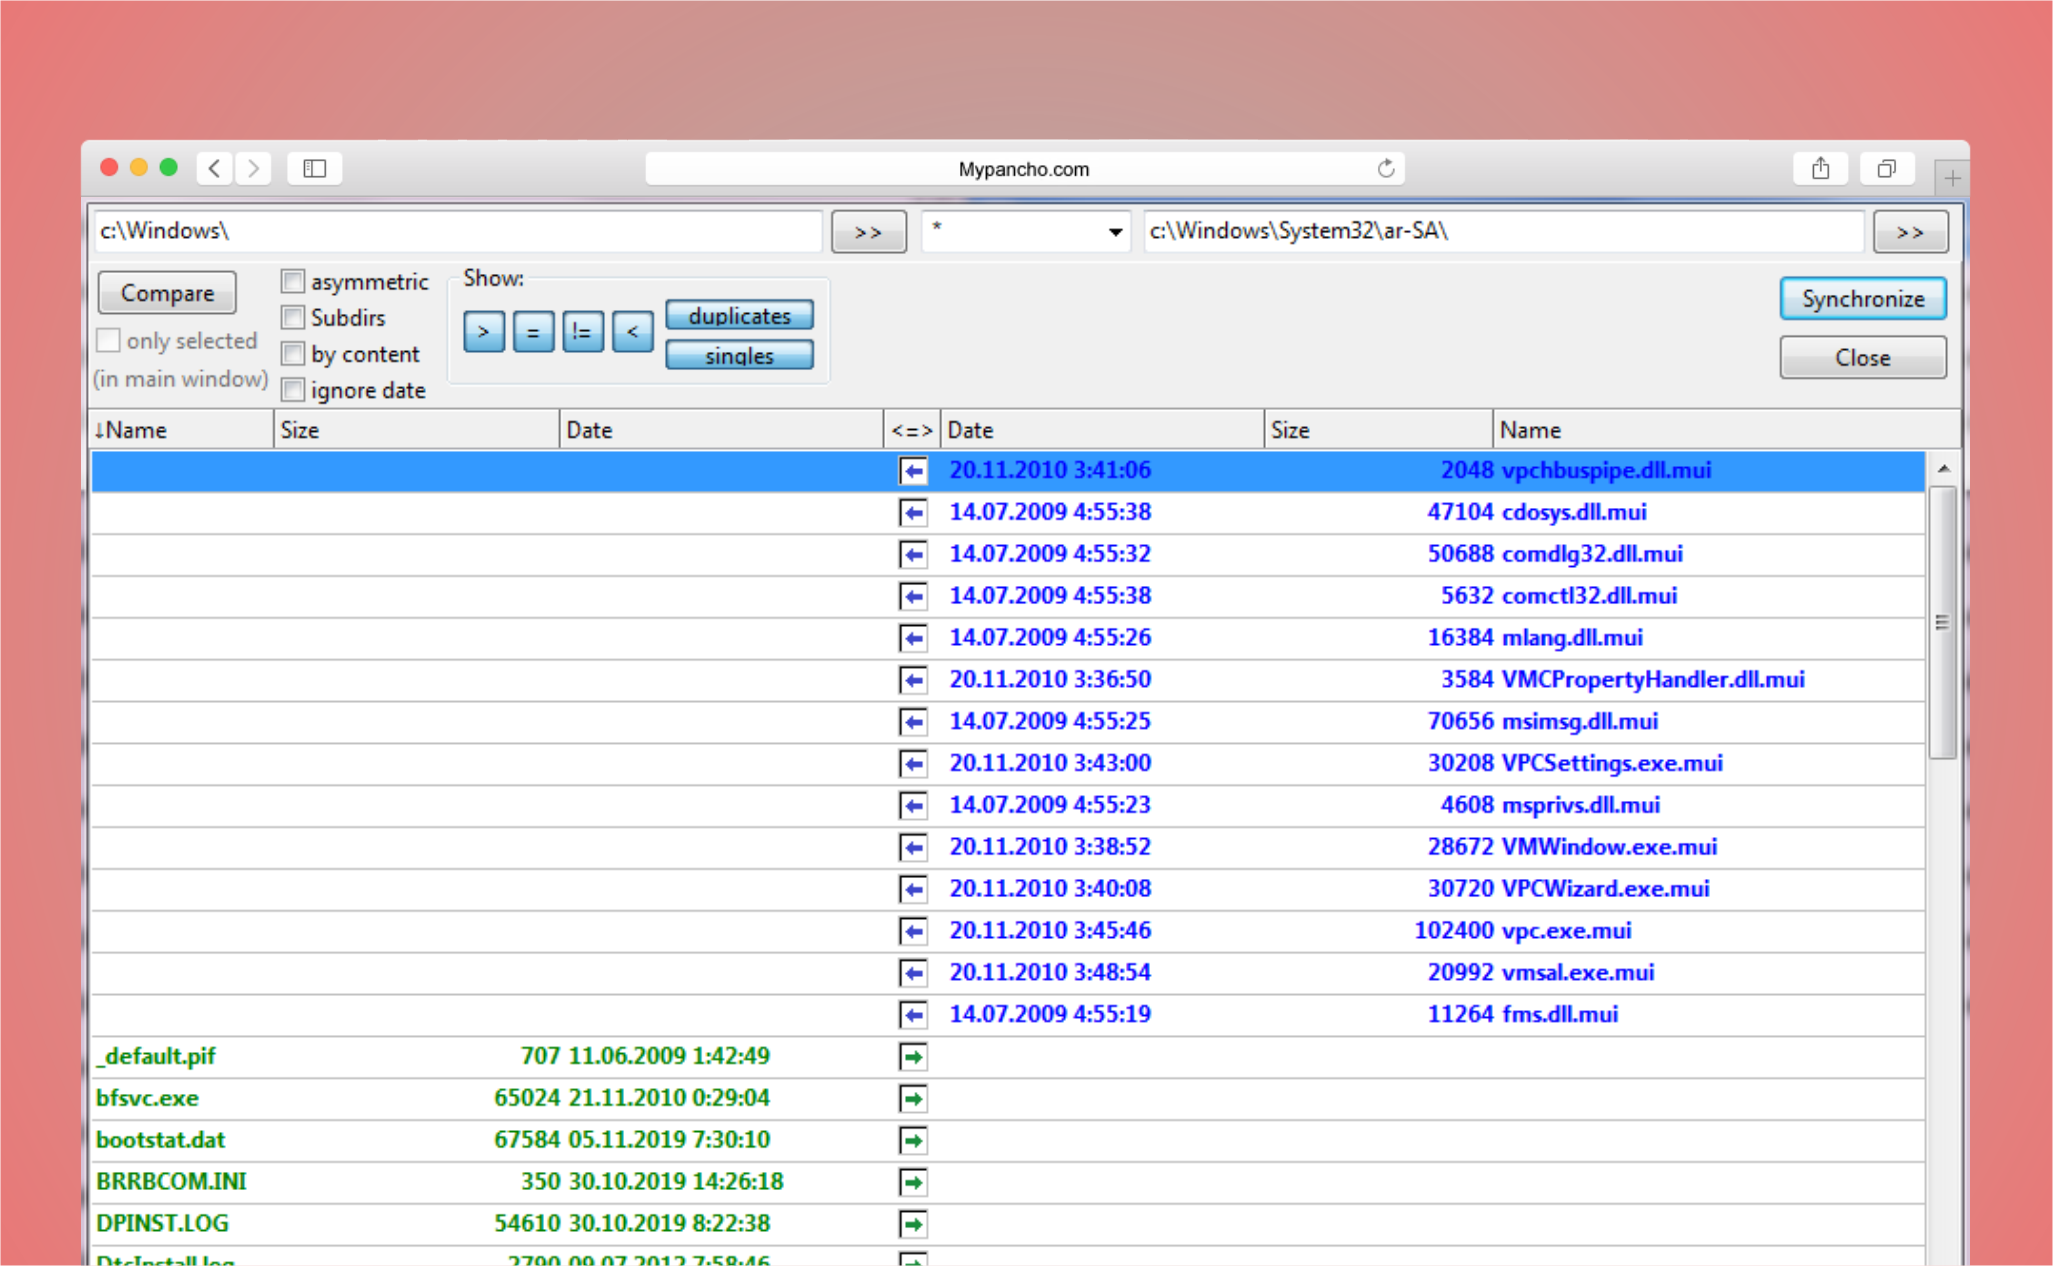 Mypancho.com
c:\Windows\ >> * c:\Windows\System32\ar-SA\ >>
Compare
only selected
(in main window)
asymmetric
Subdirs
by content
ignore date
Show:
> = != <
duplicates
singles
Synchronize
Close
↓Name Size Date <=> Date Size Name
20.11.2010 3:41:06 2048 vpchbuspipe.dll.mui
14.07.2009 4:55:38 47104 cdosys.dll.mui
14.07.2009 4:55:32 50688 comdlg32.dll.mui
14.07.2009 4:55:38 5632 comctl32.dll.mui
14.07.2009 4:55:26 16384 mlang.dll.mui
20.11.2010 3:36:50 3584 VMCPropertyHandler.dll.mui
14.07.2009 4:55:25 70656 msimsg.dll.mui
20.11.2010 3:43:00 30208 VPCSettings.exe.mui
14.07.2009 4:55:23 4608 msprivs.dll.mui
20.11.2010 3:38:52 28672 VMWindow.exe.mui
20.11.2010 3:40:08 30720 VPCWizard.exe.mui
20.11.2010 3:45:46 102400 vpc.exe.mui
20.11.2010 3:48:54 20992 vmsal.exe.mui
14.07.2009 4:55:19 11264 fms.dll.mui
_default.pif 707 11.06.2009 1:42:49
bfsvc.exe 65024 21.11.2010 0:29:04
bootstat.dat 67584 05.11.2019 7:30:10
BRRBCOM.INI 350 30.10.2019 14:26:18
DPINST.LOG 54610 30.10.2019 8:22:38
DtcInstall.log 2790 09.07.2012 7:58:46